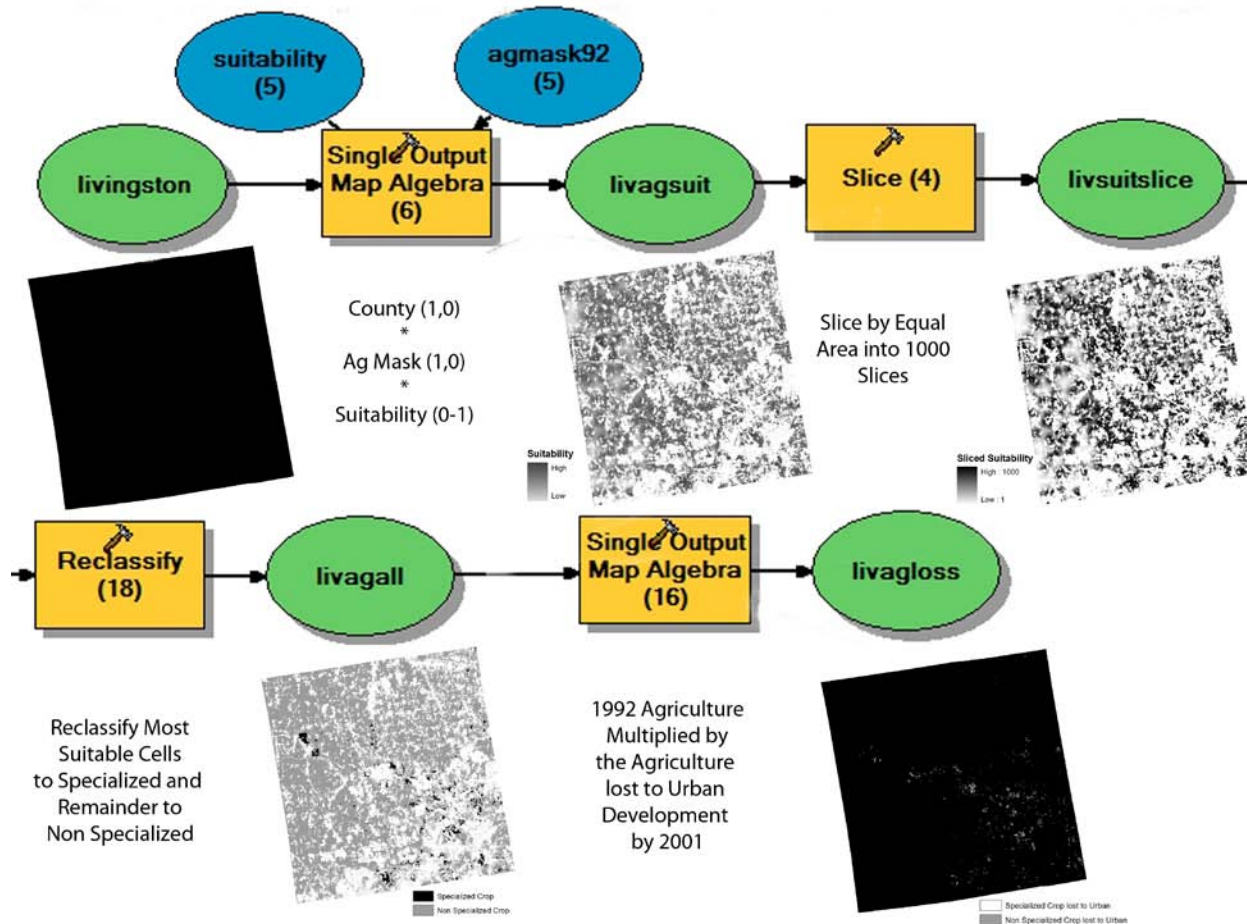 suitability
(5)
agmask92
(5)
livingston
Single Output
Map Algebra
(6)
livagsuit
Slice (4)
livsuitslice
County (1,0)
*
Ag Mask (1,0)
*
Suitability (0-1)
Suitability
High
Low
Slice by Equal
Area into 1000
Slices
Sliced Suitability
High : 1000
Low : 1
Reclassify
(18)
livagall
Single Output
Map Algebra
(16)
livagloss
Reclassify Most
Suitable Cells
to Specialized and
Remainder to
Non Specialized
Specialized Crop
Non Specialized Crop
1992 Agriculture
Multiplied by
the Agriculture
lost to Urban
Development
by 2001
Specialized Crop lost to Urban
Non Specialized Crop lost to Urban